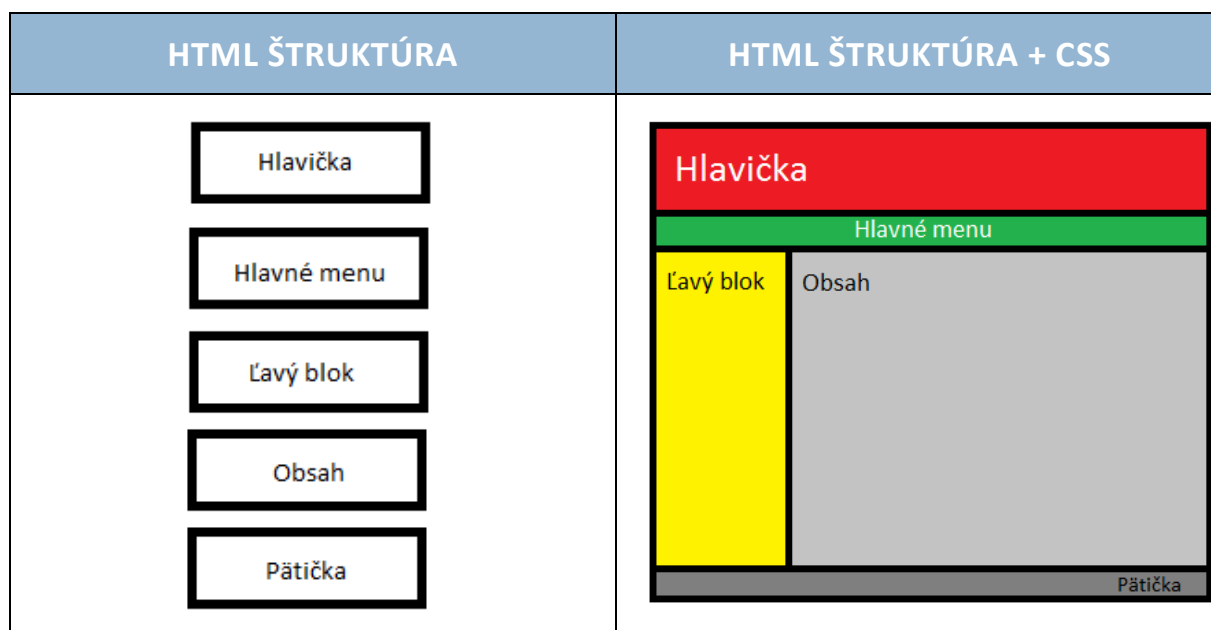 HTML ŠTRUKTÚRA
HTML ŠTRUKTÚRA + CSS
Hlavička
Hlavné menu
Ľavý blok
Obsah
Pätička
Hlavička
Hlavné menu
Ľavý blok
Obsah
Pätička